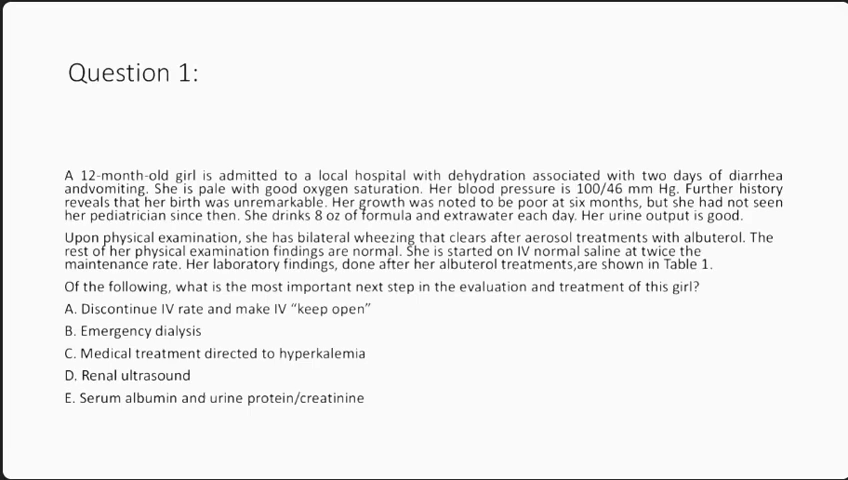 Question 1:
A 12-month-old girl is admitted to a local hospital with dehydration associated with two days of diarrhea
andvomiting. She is pale with good oxygen saturation. Her blood pressure is 100/46 mm Hg. Further history
reveals that her birth was unremarkable. Her growth was noted to be poor at six months, but she had not seen
her pediatrician since then. She drinks 8 oz of formula and extrawater each day. Her urine output is good.
Upon physical examination, she has bilateral wheezing that clears after aerosol treatments with albuterol. The
rest of her physical examination findings are normal. She is started on IV normal saline at twice the
maintenance rate. Her laboratory findings, done after her albuterol treatments,are shown in Table 1.
Of the following, what is the most important next step in the evaluation and treatment of this girl?
A. Discontinue IV rate and make IV “keep open”
B. Emergency dialysis
C. Medical treatment directed to hyperkalemia
D. Renal ultrasound
E. Serum albumin and urine protein/creatinine